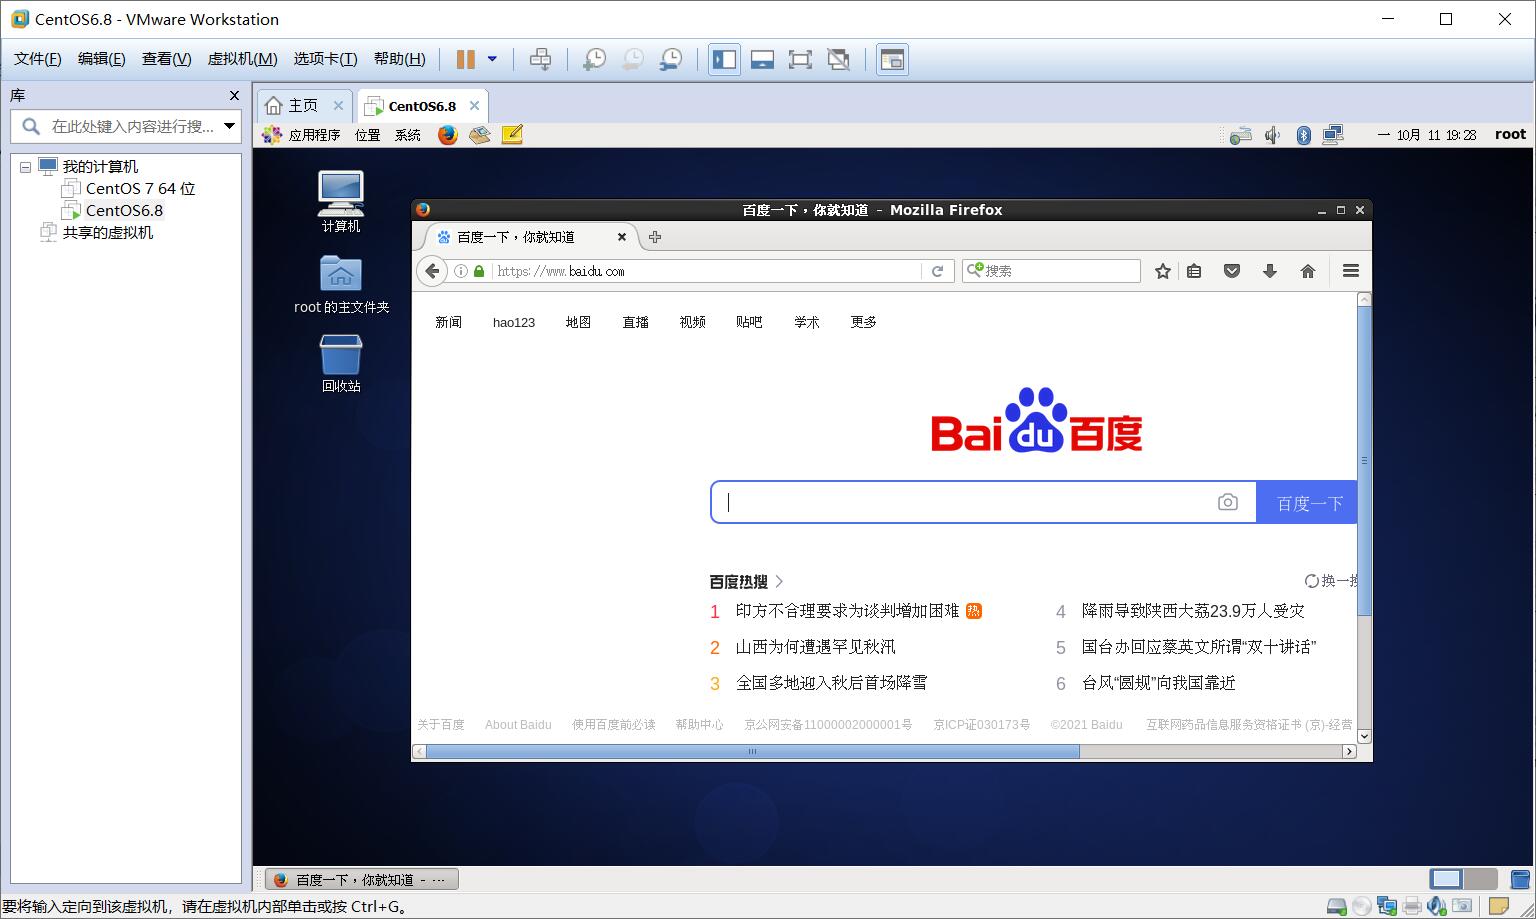 CentOS6.8 - VMware Workstation
文件(F) 编辑(E) 查看(V) 虚拟机(M) 选项卡(T) 帮助(H)
库
在此处键入内容进行搜...
我的计算机
CentOS 7 64 位
CentOS6.8
共享的虚拟机
主页 CentOS6.8
应用程序 位置 系统 一 10月 11 19:28 root
计算机
root 的主文件夹
回收站
百度一下，你就知道 - Mozilla Firefox
百度一下，你就知道
https://www.baidu.com 搜索
新闻 hao123 地图 直播 视频 贴吧 学术 更多
Bai du 百度
百度一下
百度热搜 换一换
1 印方不合理要求为谈判增加困难 热
2 山西为何遭遇罕见秋汛
3 全国多地迎入秋后首场降雪
4 降雨导致陕西大荔23.9万人受灾
5 国台办回应蔡英文所谓“双十讲话”
6 台风“圆规”向我国靠近
关于百度 About Baidu 使用百度前必读 帮助中心 京公网安备11000002000001号 京ICP证030173号 ©2021 Baidu 互联网药品信息服务资格证书 (京)-经营
百度一下，你就知道 - ...
要将输入定向到该虚拟机，请在虚拟机内部单击或按 Ctrl+G。